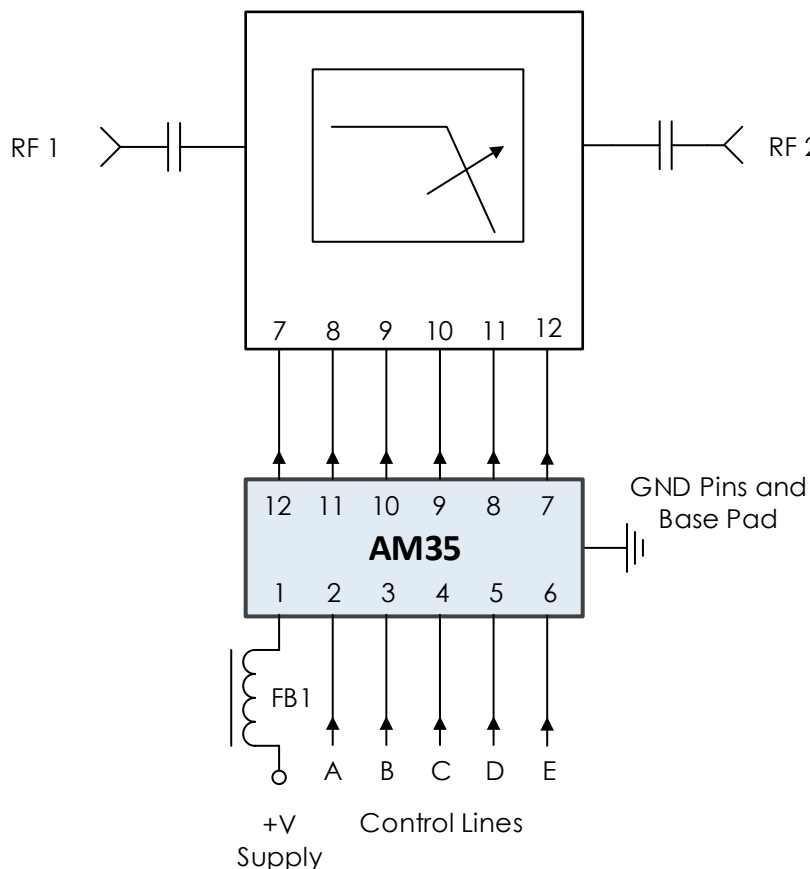 RF 1
RF 2
7 8 9 10 11 12
GND Pins and
Base Pad
12 11 10 9 8 7
AM35
1 2 3 4 5 6
FB1
A B C D E
+V
Supply
Control Lines